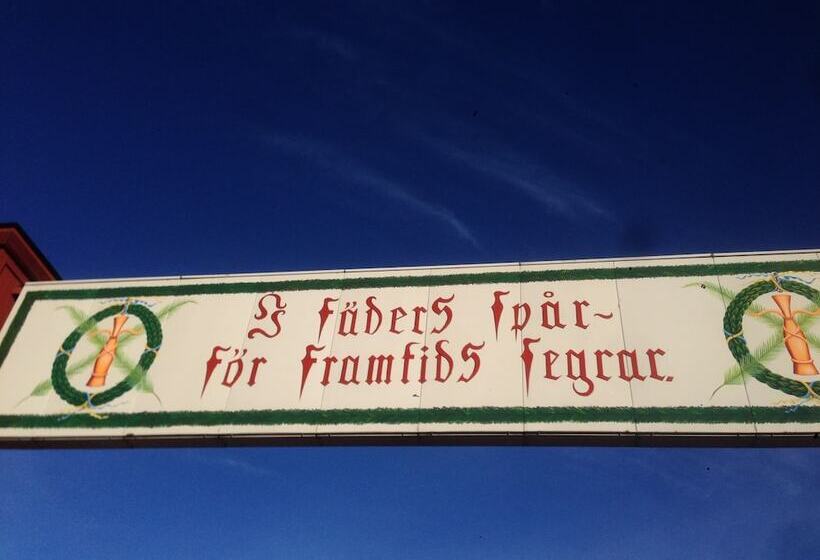 I fäders spår-
för framtids segrar.